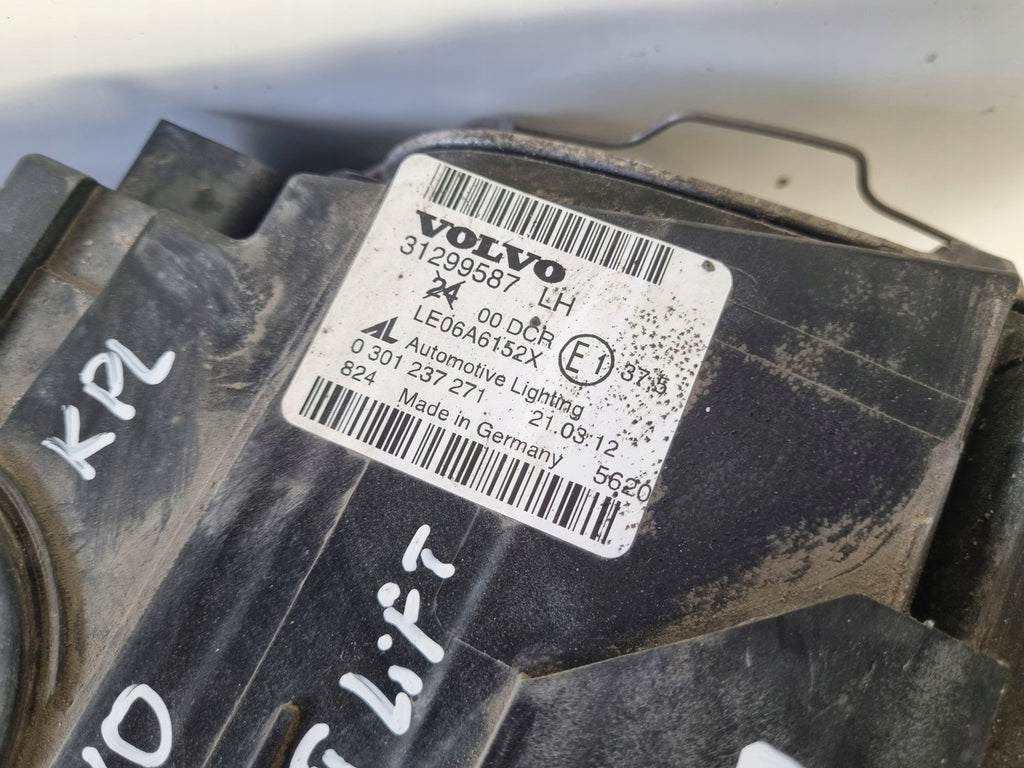 VOLVO
31299587 LH
24 00 DCR
LE06A6152X E1 37.5
AL Automotive Lighting
0 301 237 271 21.03.12
824 Made in Germany 5620
KPL
LiFT